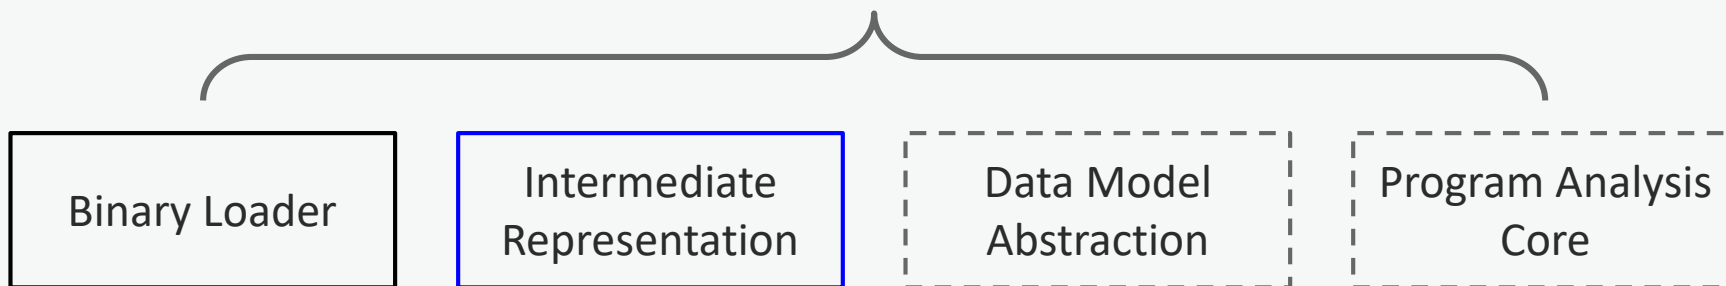 Binary Loader
Intermediate
Representation
Data Model
Abstraction
Program Analysis
Core